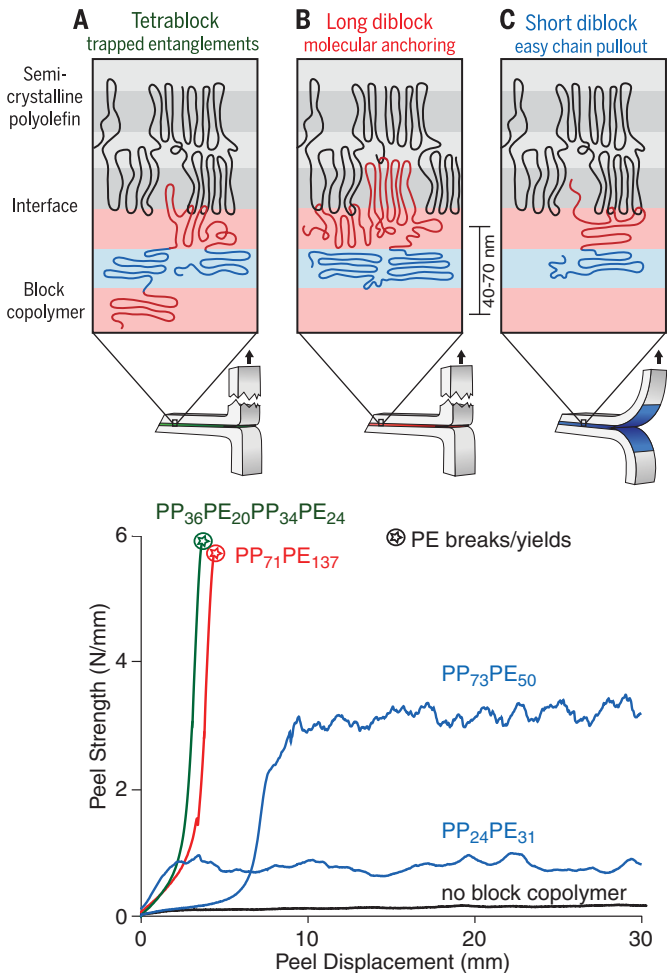 A Tetrablock
trapped entanglements
B Long diblock
molecular anchoring
C Short diblock
easy chain pullout
Semi-
crystalline
polyolefin
Interface
Block
copolymer
40-70 nm
PP₃₆PE₂₀PP₃₄PE₂₄
PP₇₁PE₁₃₇
PE breaks/yields
PP₇₃PE₅₀
PP₂₄PE₃₁
no block copolymer
Peel Strength (N/mm)
6
4
2
0
0 10 20 30
Peel Displacement (mm)